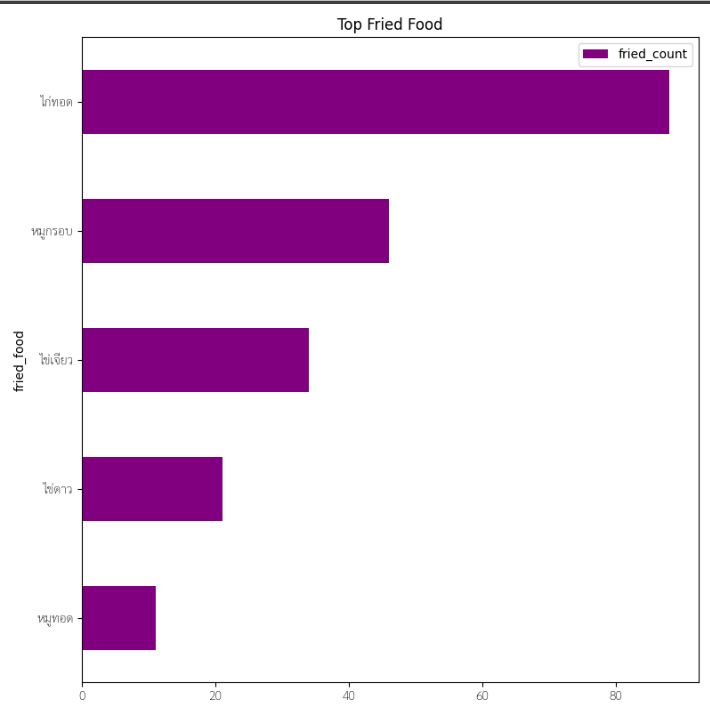 Top Fried Food
fried_count
ไก่ทอด
หมูกรอบ
ไข่เจียว
ไข่ดาว
หมูทอด
fried_food
0 20 40 60 80